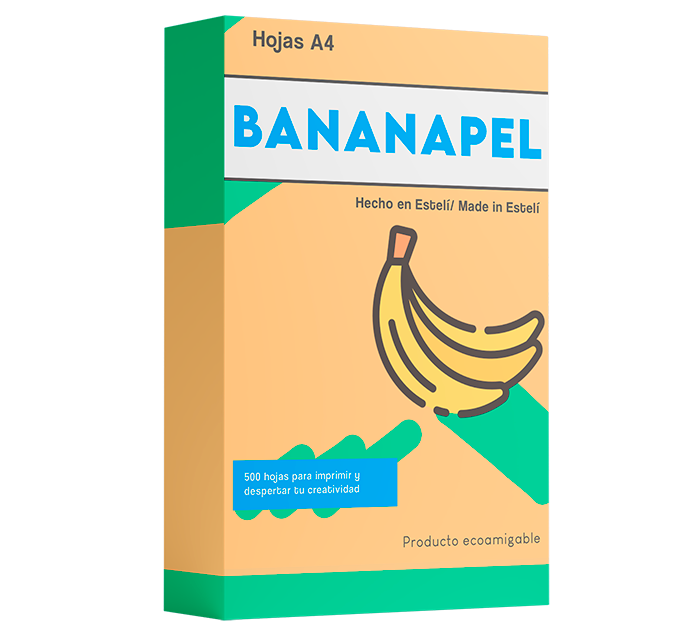 Hojas A4
BANANAPEL
Hecho en Estelí/ Made in Estelí
500 hojas para imprimir y
despertar tu creatividad
Producto ecoamigable